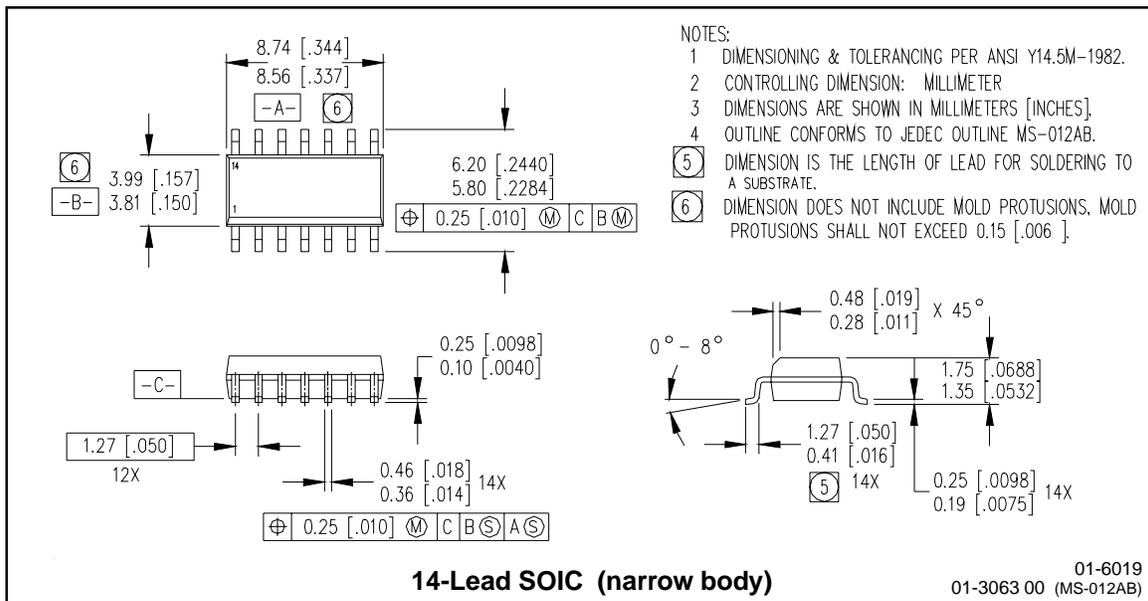 8.74 [.344]
8.56 [.337]
-A- 6
14
1
6
3.99 [.157]
-B- 3.81 [.150]
6.20 [.2440]
5.80 [.2284]
⌖ 0.25 [.010] Ⓜ C B Ⓜ
NOTES:
1 DIMENSIONING & TOLERANCING PER ANSI Y14.5M-1982.
2 CONTROLLING DIMENSION: MILLIMETER
3 DIMENSIONS ARE SHOWN IN MILLIMETERS [INCHES].
4 OUTLINE CONFORMS TO JEDEC OUTLINE MS-012AB.
5 DIMENSION IS THE LENGTH OF LEAD FOR SOLDERING TO
A SUBSTRATE.
6 DIMENSION DOES NOT INCLUDE MOLD PROTUSIONS, MOLD
PROTUSIONS SHALL NOT EXCEED 0.15 [.006 ].
-C-
0.25 [.0098]
0.10 [.0040]
1.27 [.050]
12X
0.46 [.018]
0.36 [.014] 14X
⌖ 0.25 [.010] Ⓜ C B Ⓢ A Ⓢ
0.48 [.019]
0.28 [.011] X 45°
0° - 8°
1.75 [.0688]
1.35 [.0532]
1.27 [.050]
0.41 [.016]
5 14X
0.25 [.0098]
0.19 [.0075] 14X
14-Lead SOIC (narrow body)
01-6019
01-3063 00 (MS-012AB)